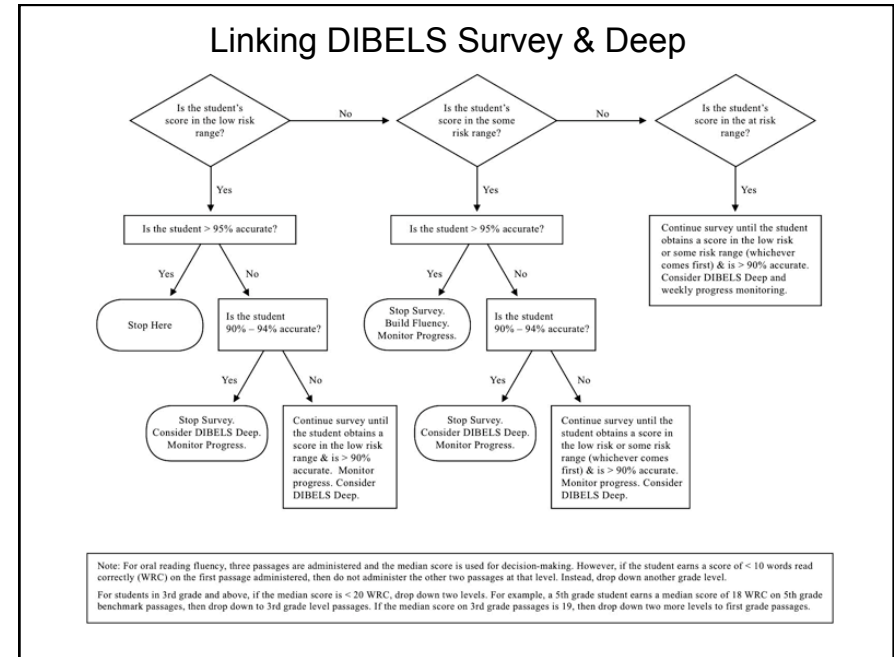 Linking DIBELS Survey & Deep
Is the student's
score in the low risk
range?
No
Is the student's
score in the some
risk range?
No
Is the student's
score in the at risk
range?
Yes
Yes
Is the student > 95% accurate?
Is the student > 95% accurate?
Continue survey until the student
obtains a score in the low risk
or some risk range (whichever
comes first) & is > 90% accurate.
Consider DIBELS Deep and
weekly progress monitoring.
Yes
No
Yes
No
Stop Here
Is the student
90% – 94% accurate?
Stop Survey.
Build Fluency.
Monitor Progress.
Is the student
90% – 94% accurate?
Yes
No
Yes
No
Stop Survey.
Consider DIBELS Deep.
Monitor Progress.
Continue survey until
the student obtains a
score in the low risk
range & is > 90%
accurate. Monitor
progress. Consider
DIBELS Deep.
Stop Survey.
Consider DIBELS Deep.
Monitor Progress.
Continue survey until the
student obtains a score in
the low risk or some risk
range (whichever comes
first) & is > 90% accurate.
Monitor progress. Consider
DIBELS Deep.
Note: For oral reading fluency, three passages are administered and the median score is used for decision-making. However, if the student earns a score of < 10 words read
correctly (WRC) on the first passage administered, then do not administer the other two passages at that level. Instead, drop down another grade level.
For students in 3rd grade and above, if the median score is < 20 WRC, drop down two levels. For example, a 5th grade student earns a median score of 18 WRC on 5th grade
benchmark passages, then drop down to 3rd grade level passages. If the median score on 3rd grade passages is 19, then drop down two more levels to first grade passages.